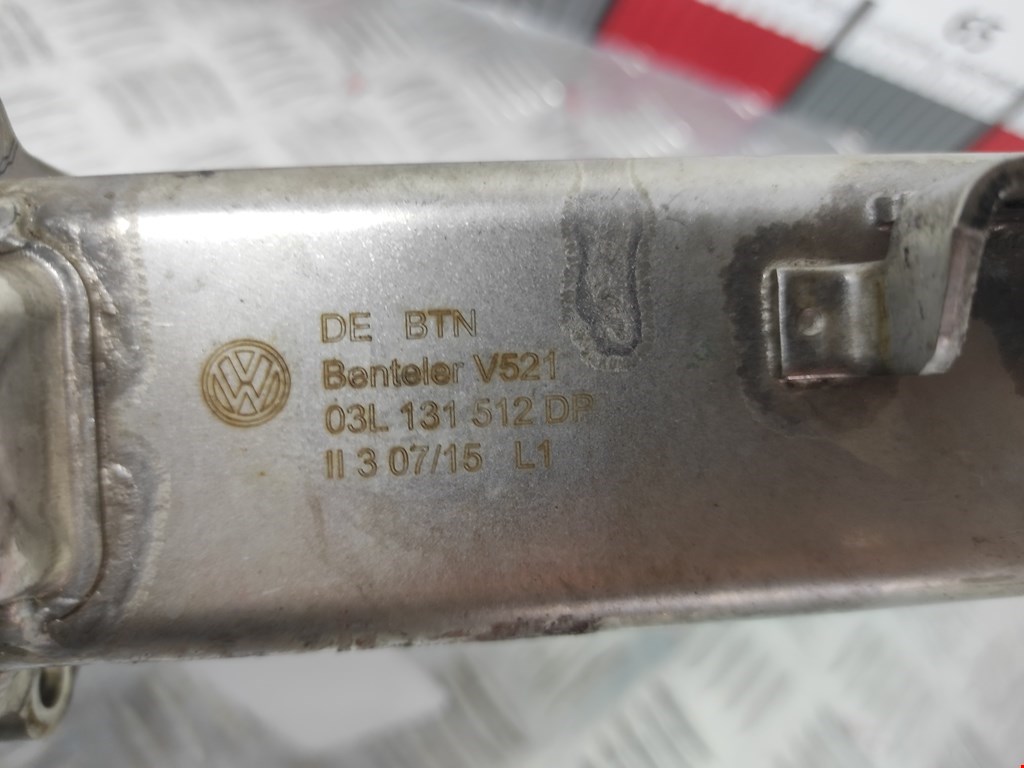 DE BTN
Benteler V521
03L 131 512 DP
II 3 07/15 L1